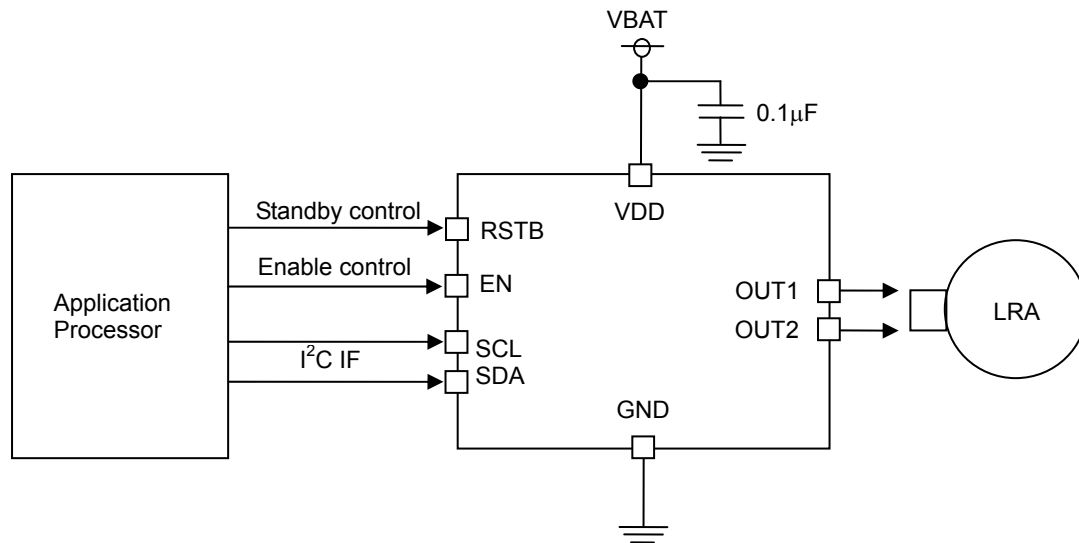 VBAT
0.1μF
VDD
Standby control
RSTB
Enable control
EN
Application
Processor
SCL
I²C IF
SDA
OUT1
OUT2
LRA
GND